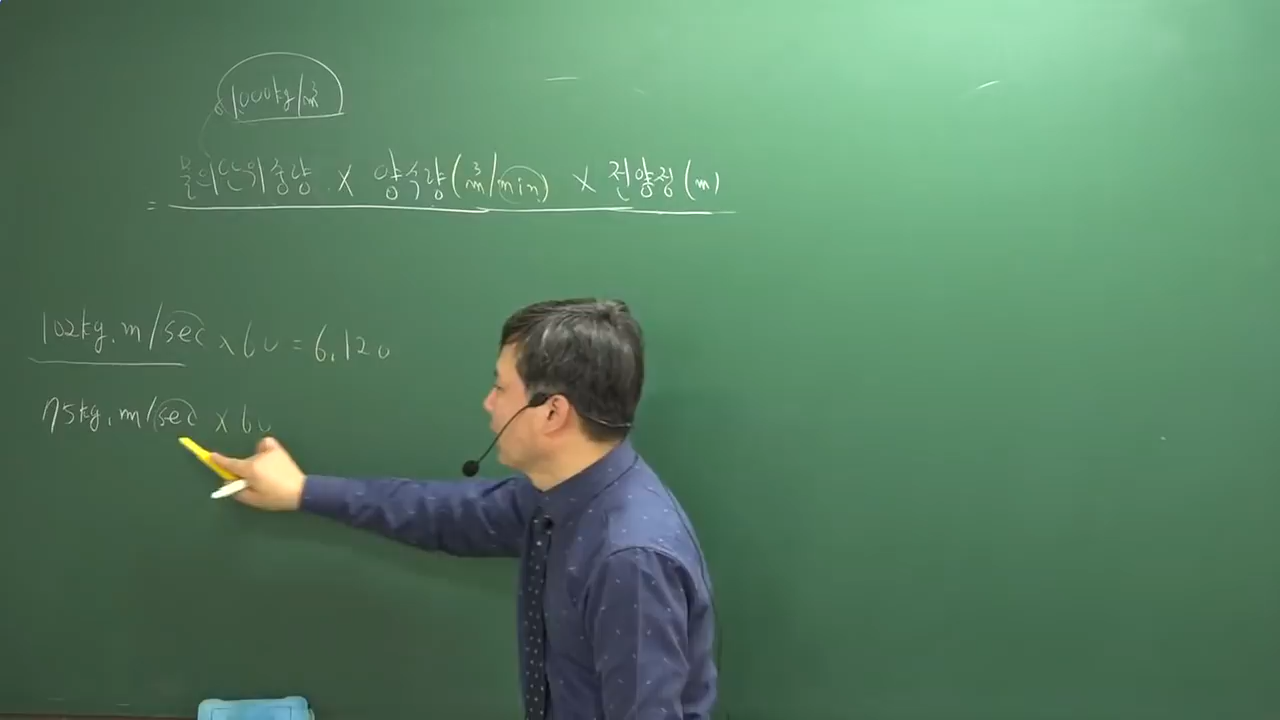 1000kg/m³
물의단위중량 X 양수량(m³/min) X 전양정(m)
=
102kg.m/sec x 60 = 6,120
75kg.m/sec x 60